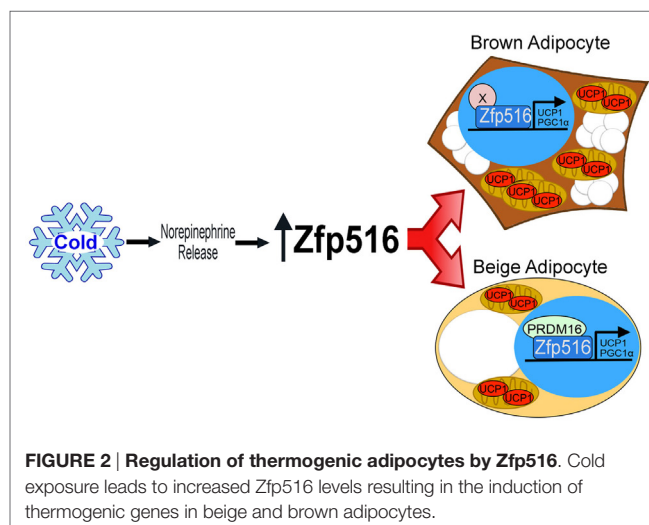 Brown Adipocyte
X
Zfp516
UCP1
PGC1α
UCP1
UCP1
UCP1
UCP1
UCP1
UCP1
UCP1
Cold
Norepinephrine
Release
Zfp516
Beige Adipocyte
UCP1
UCP1
PRDM16
Zfp516
UCP1
PGC1α
UCP1
UCP1
FIGURE 2 | Regulation of thermogenic adipocytes by Zfp516. Cold
exposure leads to increased Zfp516 levels resulting in the induction of
thermogenic genes in beige and brown adipocytes.